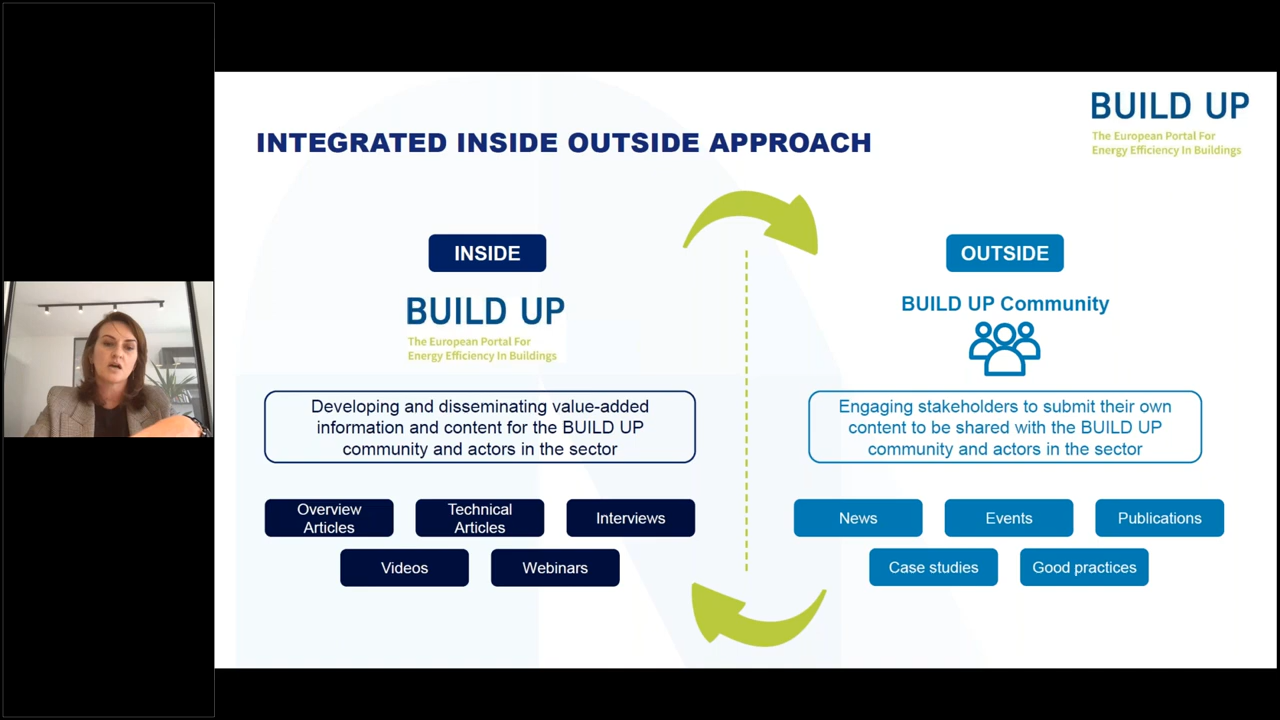 BUILD UP
The European Portal For
Energy Efficiency In Buildings
INTEGRATED INSIDE OUTSIDE APPROACH
INSIDE
BUILD UP
The European Portal For
Energy Efficiency In Buildings
Developing and disseminating value-added
information and content for the BUILD UP
community and actors in the sector
Overview
Articles
Technical
Articles
Interviews
Videos
Webinars
OUTSIDE
BUILD UP Community
Engaging stakeholders to submit their own
content to be shared with the BUILD UP
community and actors in the sector
News
Events
Publications
Case studies
Good practices